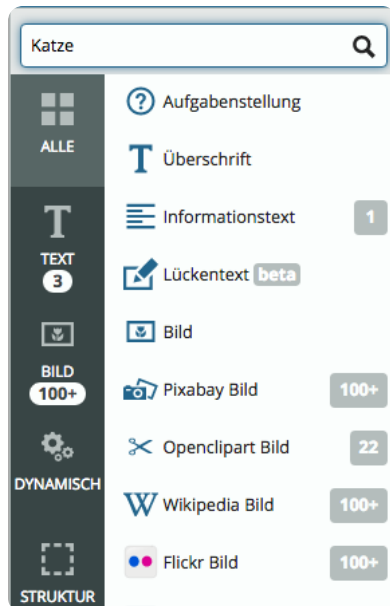 Katze
ALLE
TEXT
3
BILD
100+
DYNAMISCH
STRUKTUR
Aufgabenstellung
Überschrift
Informationstext 1
Lückentext beta
Bild
Pixabay Bild 100+
Openclipart Bild 22
Wikipedia Bild 100+
Flickr Bild 100+